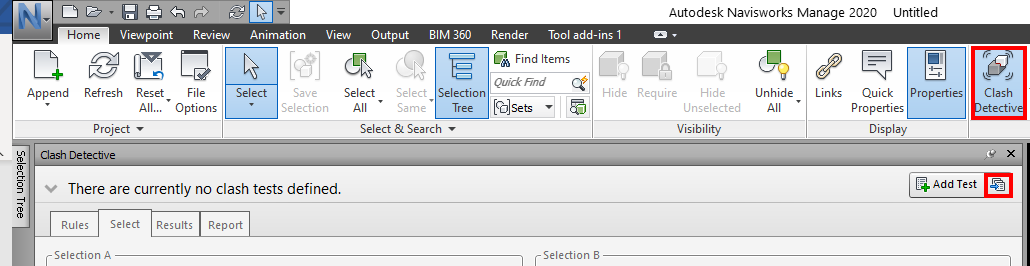 Autodesk Navisworks Manage 2020 Untitled
N
Home Viewpoint Review Animation View Output BIM 360 Render Tool add-ins 1
Append
Refresh
Reset All...
File Options
Project
Select
Save Selection
Select All
Select Same
Selection Tree
Find Items
Quick Find
Sets
Select & Search
Hide
Require
Hide Unselected
Unhide All
Visibility
Links
Quick Properties
Properties
Display
Clash Detective
Selection Tree
Clash Detective
There are currently no clash tests defined.
Add Test
Rules Select Results Report
Selection A
Selection B